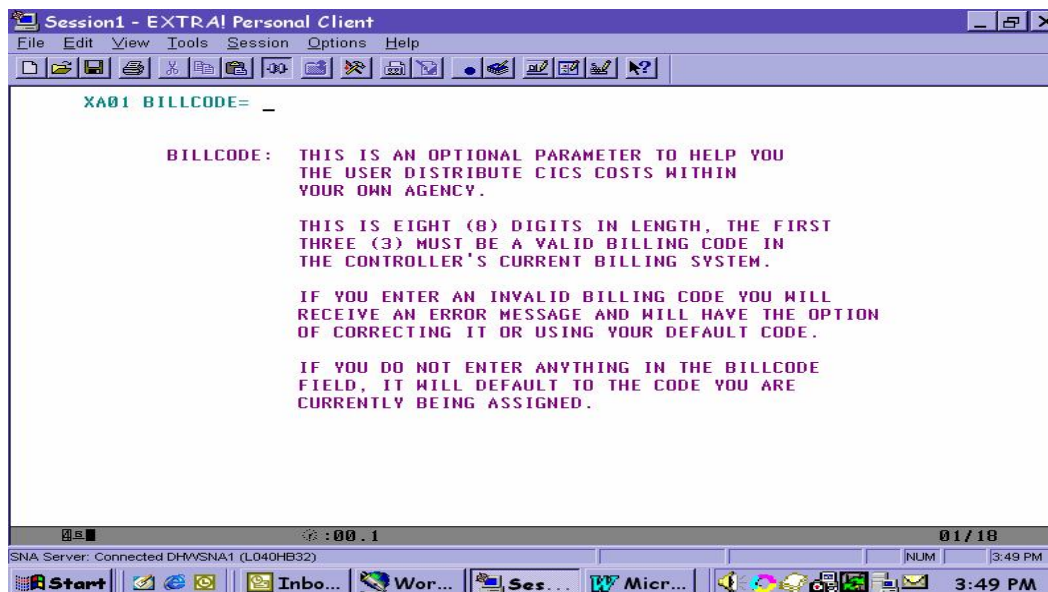 Session1 - EXTRA! Personal Client
File Edit View Tools Session Options Help
XA01 BILLCODE= _
BILLCODE: THIS IS AN OPTIONAL PARAMETER TO HELP YOU
THE USER DISTRIBUTE CICS COSTS WITHIN
YOUR OWN AGENCY.
THIS IS EIGHT (8) DIGITS IN LENGTH, THE FIRST
THREE (3) MUST BE A VALID BILLING CODE IN
THE CONTROLLER'S CURRENT BILLING SYSTEM.
IF YOU ENTER AN INVALID BILLING CODE YOU WILL
RECEIVE AN ERROR MESSAGE AND WILL HAVE THE OPTION
OF CORRECTING IT OR USING YOUR DEFAULT CODE.
IF YOU DO NOT ENTER ANYTHING IN THE BILLCODE
FIELD, IT WILL DEFAULT TO THE CODE YOU ARE
CURRENTLY BEING ASSIGNED.
:00.1 01/18
SNA Server: Connected DHWSNA1 (L040HB32) NUM 3:49 PM
Start Inbo... Wor... Ses... Micr... 3:49 PM